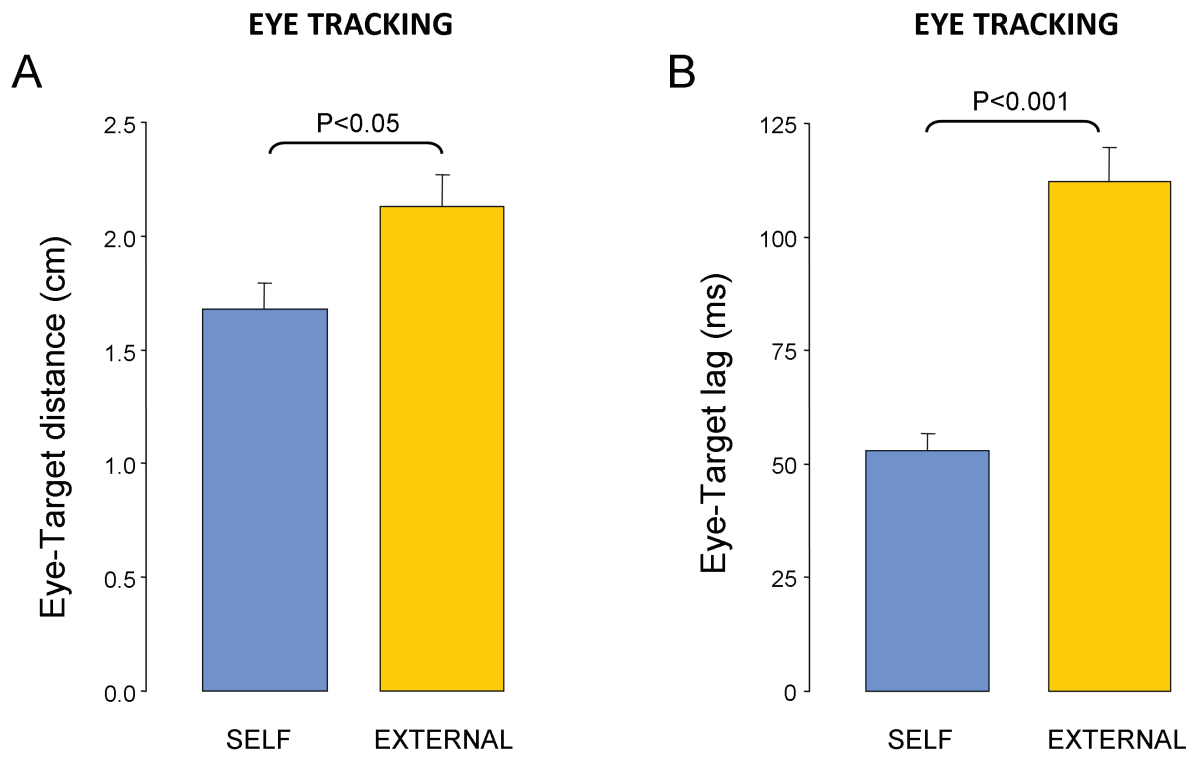 EYE TRACKING
A
P<0.05
2.5
2.0
1.5
1.0
0.5
0.0
Eye-Target distance (cm)
SELF
EXTERNAL
EYE TRACKING
B
P<0.001
125
100
75
50
25
0
Eye-Target lag (ms)
SELF
EXTERNAL